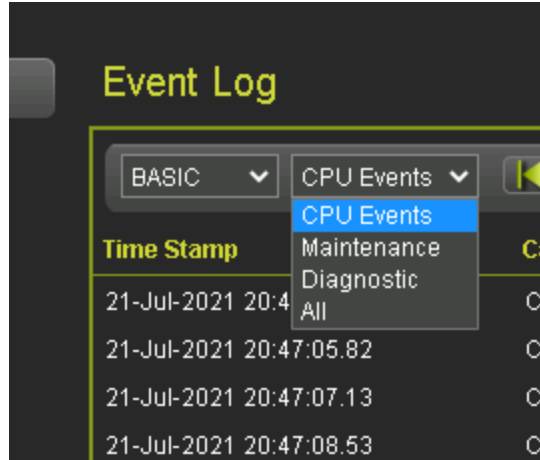 Event Log
BASIC CPU Events
CPU Events
Maintenance
Diagnostic
All
Time Stamp
21-Jul-2021 20:4
21-Jul-2021 20:47:05.82
21-Jul-2021 20:47:07.13
21-Jul-2021 20:47:08.53